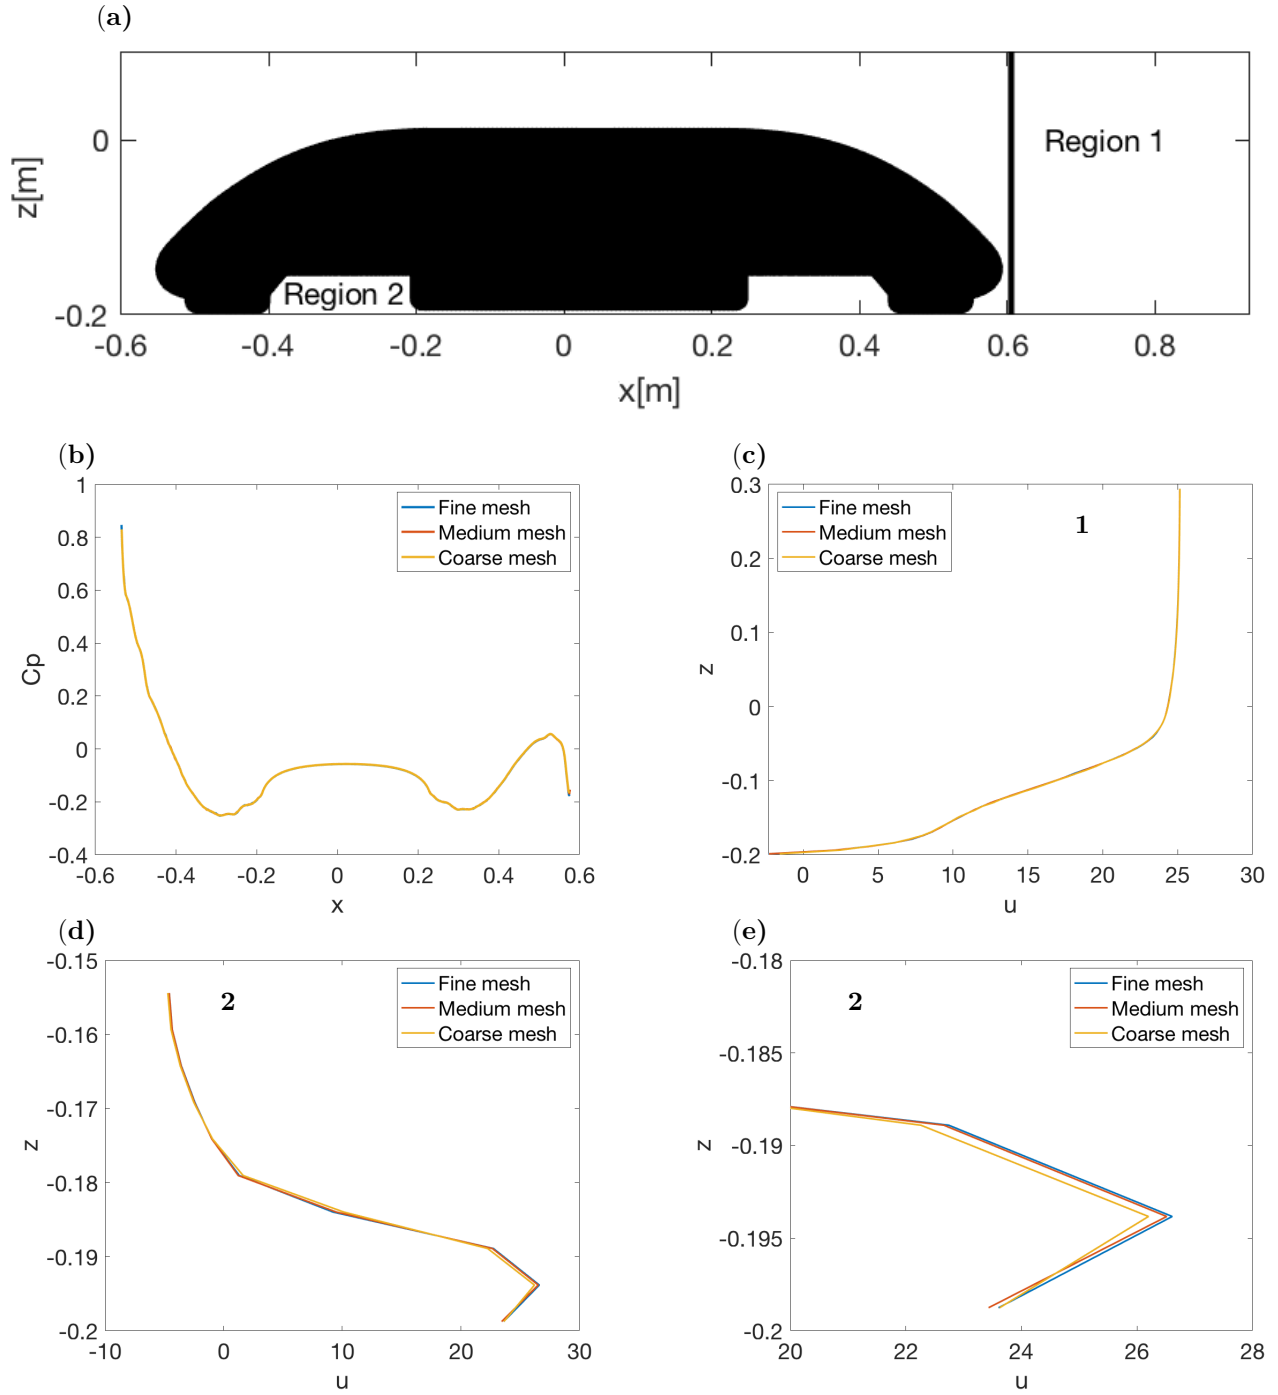 (a)
0
-0.2
z[m]
Region 1
Region 2
-0.6 -0.4 -0.2 0 0.2 0.4 0.6 0.8
x[m]
(b)
1
0.8
0.6
0.4
0.2
0
-0.2
-0.4
Cp
Fine mesh
Medium mesh
Coarse mesh
-0.6 -0.4 -0.2 0 0.2 0.4 0.6
x
(c)
0.3
0.2
0.1
0
-0.1
-0.2
z
Fine mesh
Medium mesh
Coarse mesh
1
0 5 10 15 20 25 30
u
(d)
-0.15
-0.16
-0.17
-0.18
-0.19
-0.2
z
2
Fine mesh
Medium mesh
Coarse mesh
-10 0 10 20 30
u
(e)
-0.18
-0.185
-0.19
-0.195
-0.2
z
2
Fine mesh
Medium mesh
Coarse mesh
20 22 24 26 28
u